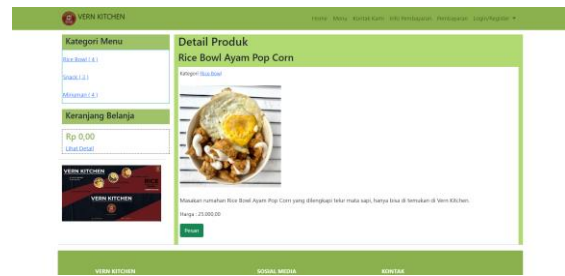 VERN KITCHEN
Home Menu Kontak Kami Info Pembayaran Pembayaran Login/Register
Kategori Menu
Rice Bowl ( 4 )
Snack ( 3 )
Minuman ( 4 )
Keranjang Belanja
Rp 0,00
Lihat Detail
VERN KITCHEN
RICE
VERN KITCHEN
Detail Produk
Rice Bowl Ayam Pop Corn
Kategori Rice Bowl
Masakan rumahan Rice Bowl Ayam Pop Corn yang dilengkapi telur mata sapi, hanya bisa di temukan di Vern Kitchen.
Harga : 23.000,00
Pesan
VERN KITCHEN
SOSIAL MEDIA
KONTAK